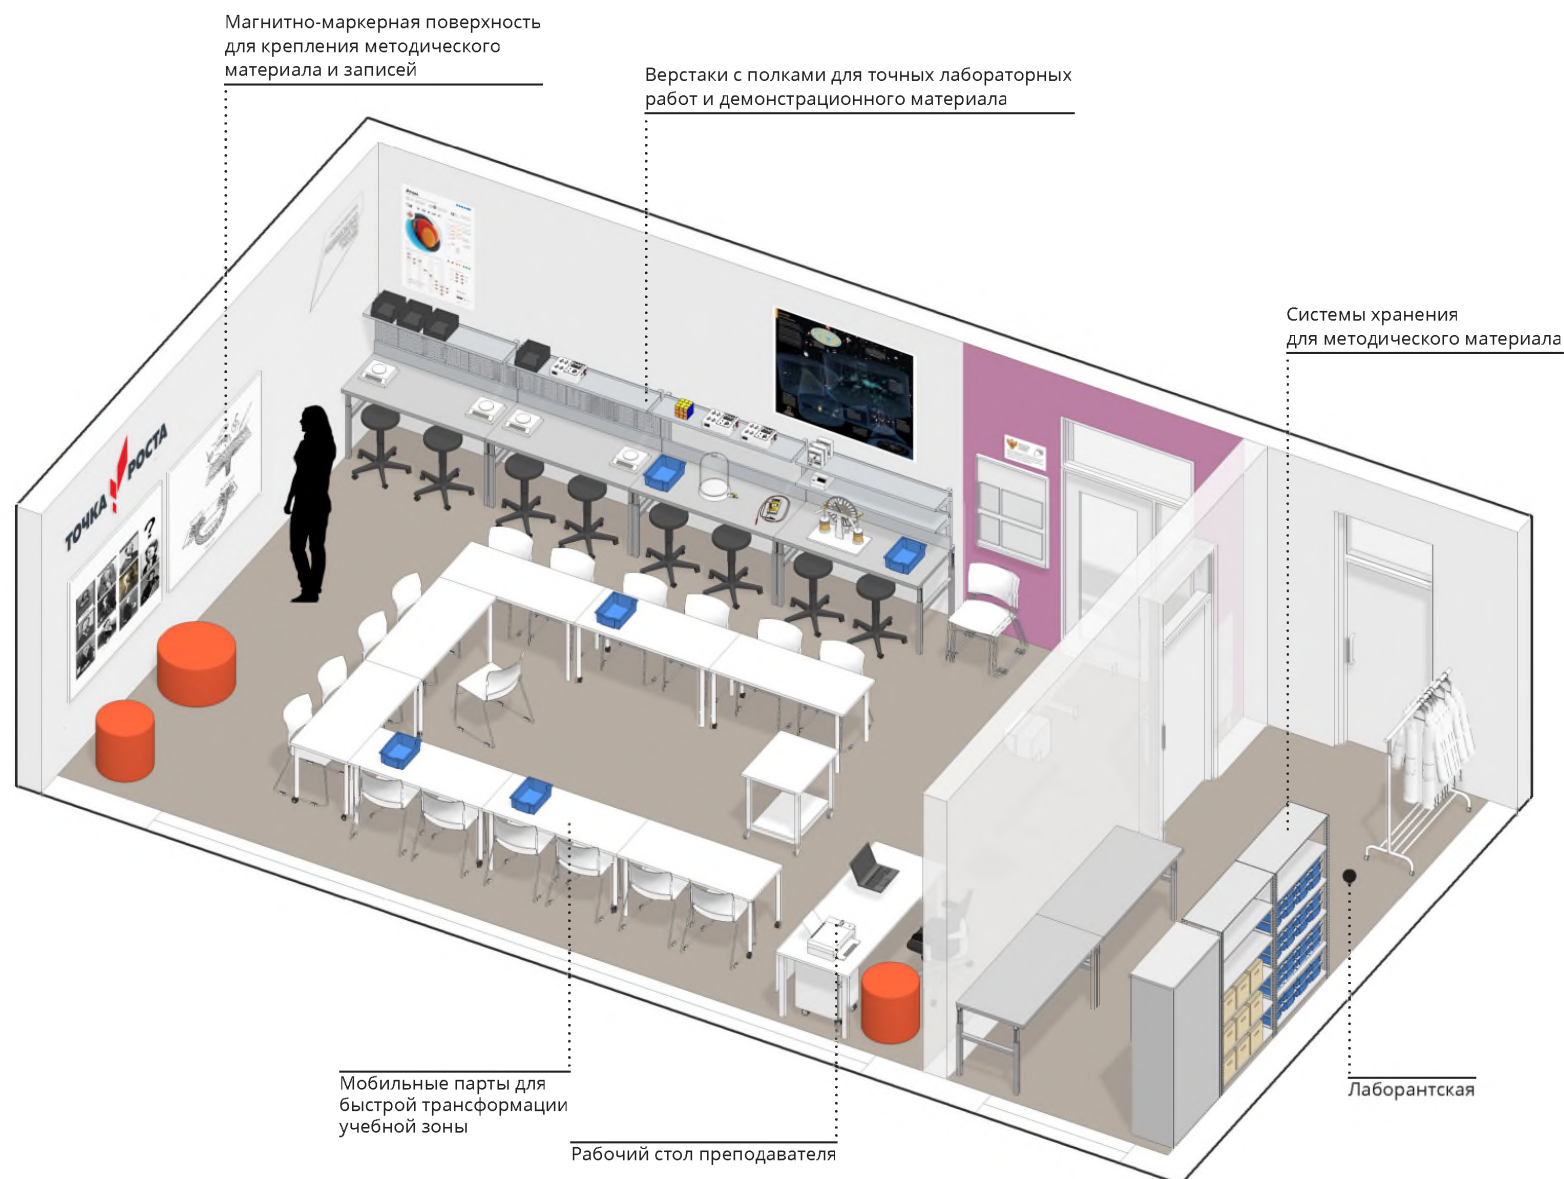 Магнитно-маркерная поверхность
для крепления методического
материала и записей
Верстаки с полками для точных лабораторных
работ и демонстрационного материала
Системы хранения
для методического материала
ТОЧКА РОСТА
?
Мобильные парты для
быстрой трансформации
учебной зоны
Рабочий стол преподавателя
Лаборантская